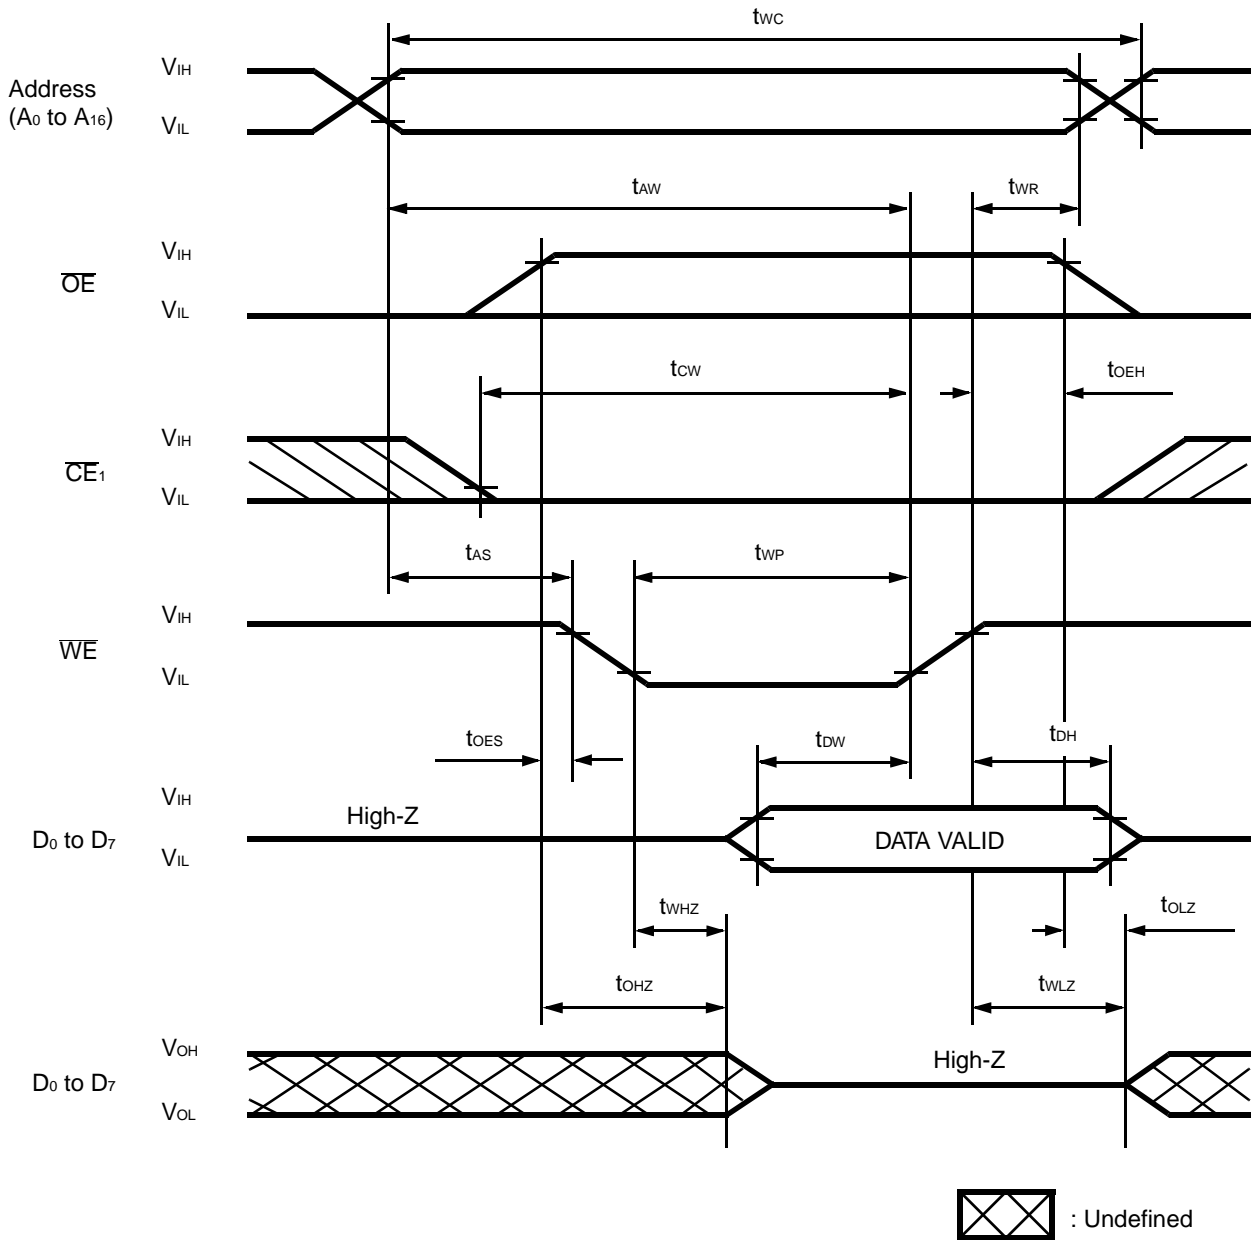 tWC
Address
(A0 to A16)
VIH
VIL
tAW
tWR
OE
VIH
VIL
tCW
tOEH
CE1
VIH
VIL
tAS
tWP
WE
VIH
VIL
tOES
tDW
tDH
D0 to D7
VIH
VIL
High-Z
DATA VALID
tWHZ
tOLZ
tOHZ
tWLZ
D0 to D7
VOH
VOL
High-Z
: Undefined